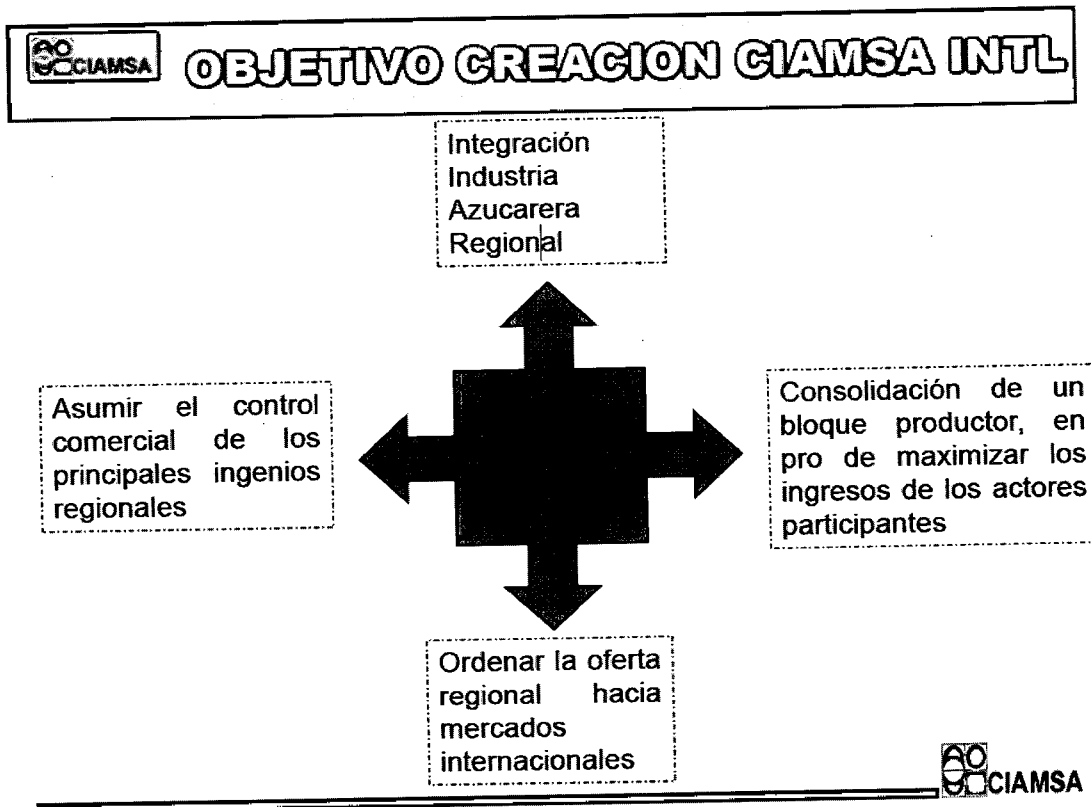 CIAMSA
OBJETIVO CREACION CIAMSA INTL
Integración
Industria
Azucarera
Regional
Asumir el control
comercial de los
principales ingenios
regionales
Consolidación de un
bloque productor, en
pro de maximizar los
ingresos de los actores
participantes
Ordenar la oferta
regional hacia
mercados
internacionales
CIAMSA